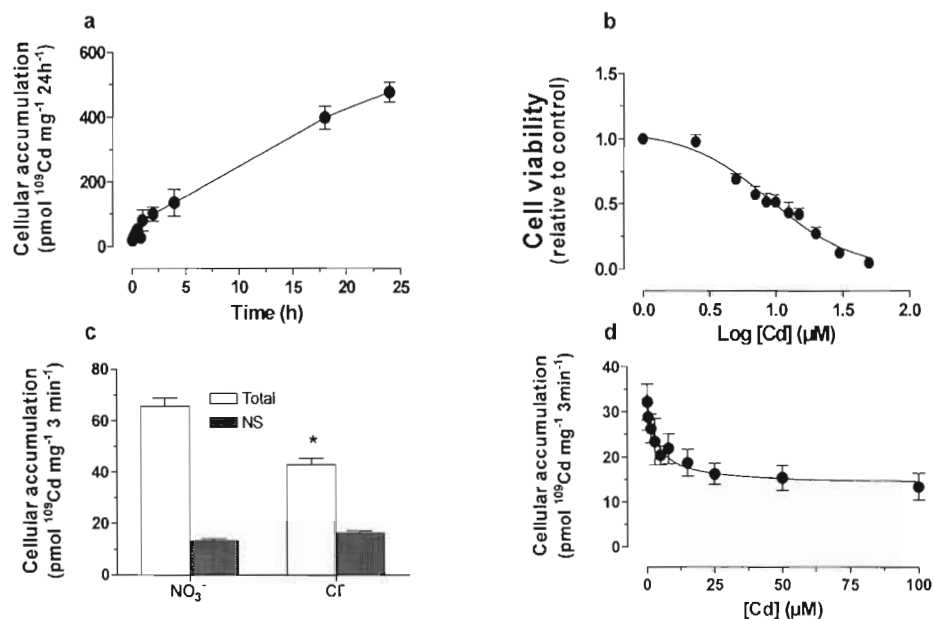 a
Cellular accumulation
(pmol ¹⁰⁹Cd mg⁻¹ 24h⁻¹)
600
400
200
0
0 5 10 15 20 25
Time (h)
b
Cell viability
(relative to control)
1.5
1.0
0.5
0.0
0.0 0.5 1.0 1.5 2.0
Log [Cd] (µM)
c
Cellular accumulation
(pmol ¹⁰⁹Cd mg⁻¹ 3 min⁻¹)
80
60
40
20
0
Total
NS
*
NO₃⁻ Cl⁻
d
Cellular accumulation
(pmol ¹⁰⁹Cd mg⁻¹ 3min⁻¹)
40
30
20
10
0
0 25 50 75 100
[Cd] (µM)